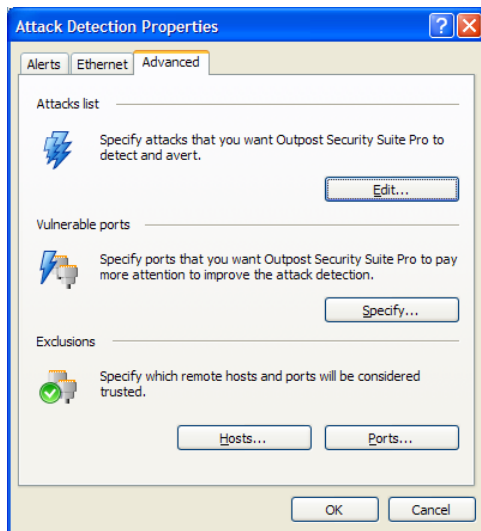 Attack Detection Properties
Alerts Ethernet Advanced
Attacks list
Specify attacks that you want Outpost Security Suite Pro to
detect and avert.
Edit...
Vulnerable ports
Specify ports that you want Outpost Security Suite Pro to pay
more attention to improve the attack detection.
Specify...
Exclusions
Specify which remote hosts and ports will be considered
trusted.
Hosts... Ports...
OK Cancel